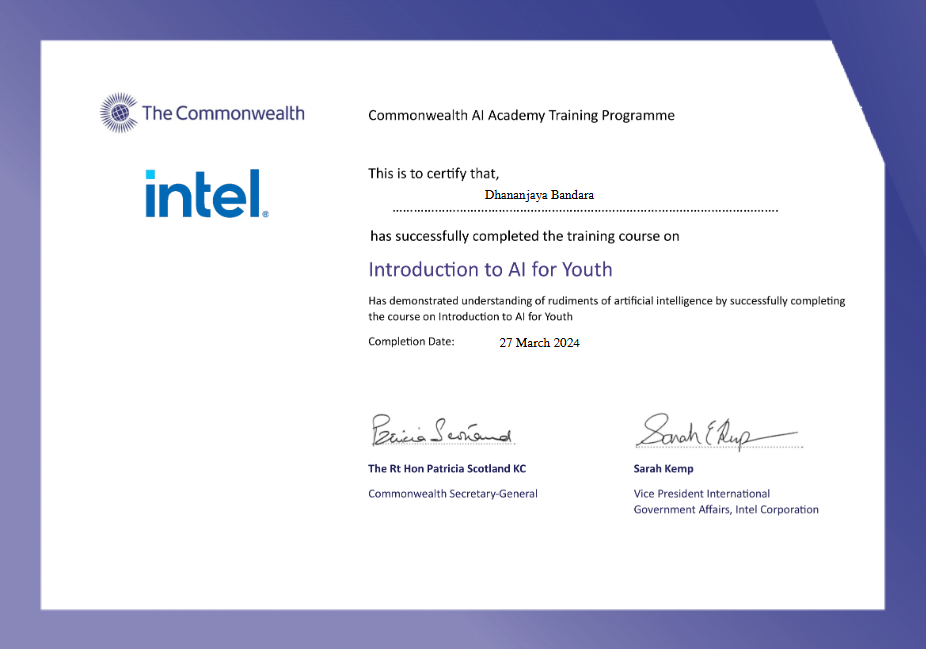 The Commonwealth
intel.
Commonwealth AI Academy Training Programme
This is to certify that,
Dhananjaya Bandara
has successfully completed the training course on
Introduction to AI for Youth
Has demonstrated understanding of rudiments of artificial intelligence by successfully completing
the course on Introduction to AI for Youth
Completion Date: 27 March 2024
Patricia Scotland
Sarah E Kemp
The Rt Hon Patricia Scotland KC
Sarah Kemp
Commonwealth Secretary-General
Vice President International
Government Affairs, Intel Corporation